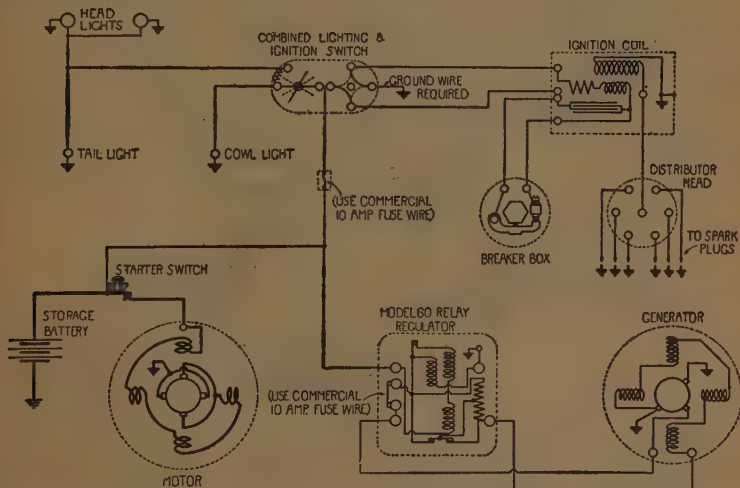 HEAD
LIGHTS
COMBINED LIGHTING &
IGNITION SWITCH
IGNITION COIL
GROUND WIRE
REQUIRED
TAIL LIGHT
COWL LIGHT
DISTRIBUTOR
HEAD
(USE COMMERCIAL
10 AMP. FUSE WIRE)
TO SPARK
PLUGS
BREAKER BOX
STARTER SWITCH
STORAGE
BATTERY
MODEL 60 RELAY
REGULATOR
GENERATOR
(USE COMMERCIAL
10 AMP. FUSE WIRE)
MOTOR